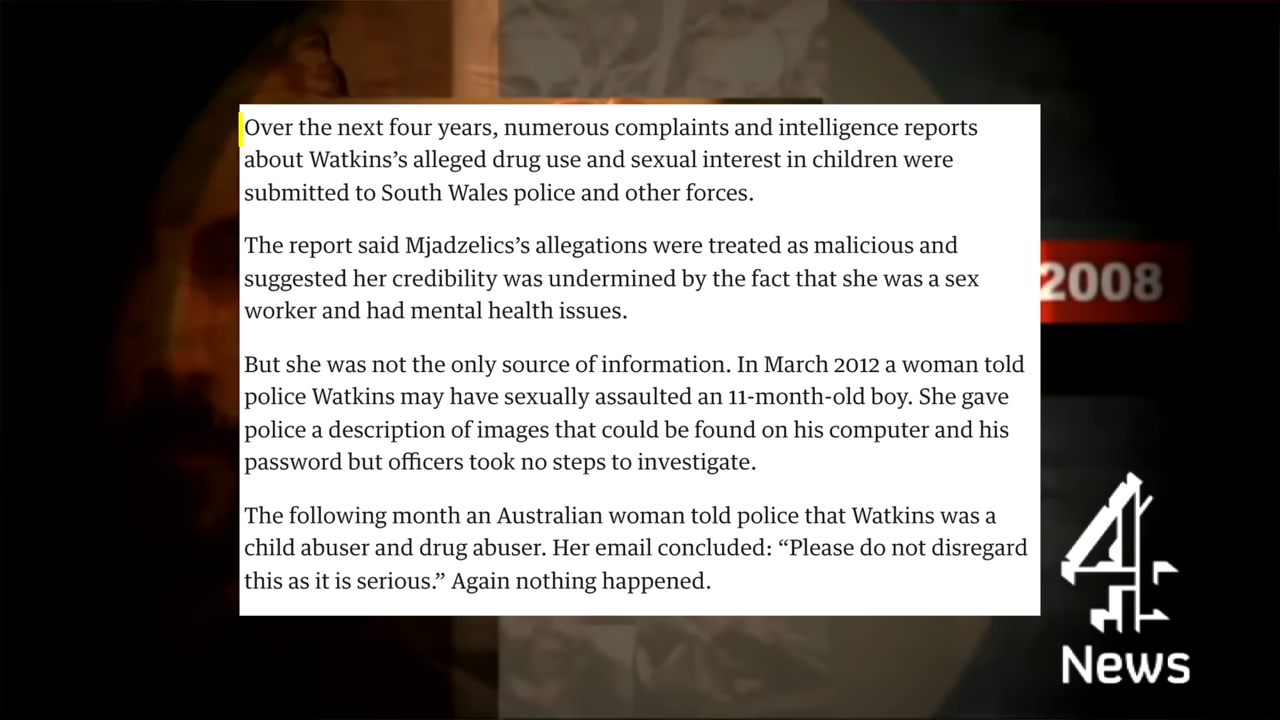 Over the next four years, numerous complaints and intelligence reports
about Watkins’s alleged drug use and sexual interest in children were
submitted to South Wales police and other forces.
The report said Mjadzelics’s allegations were treated as malicious and
suggested her credibility was undermined by the fact that she was a sex
worker and had mental health issues.
But she was not the only source of information. In March 2012 a woman told
police Watkins may have sexually assaulted an 11-month-old boy. She gave
police a description of images that could be found on his computer and his
password but officers took no steps to investigate.
The following month an Australian woman told police that Watkins was a
child abuser and drug abuser. Her email concluded: “Please do not disregard
this as it is serious.” Again nothing happened.
2008
4
News